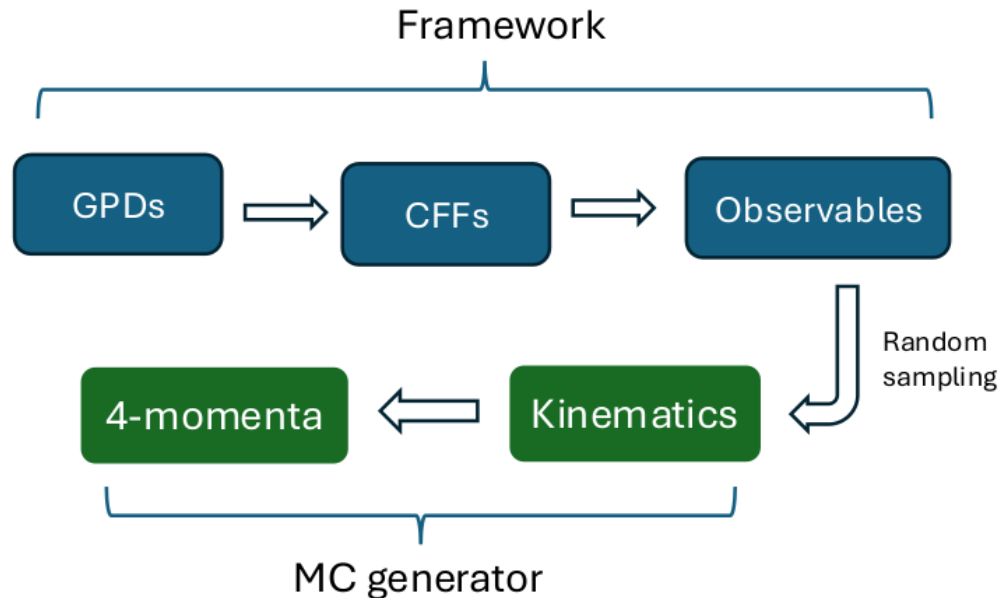 Framework
GPDs
CFFs
Observables
Random
sampling
4-momenta
Kinematics
MC generator